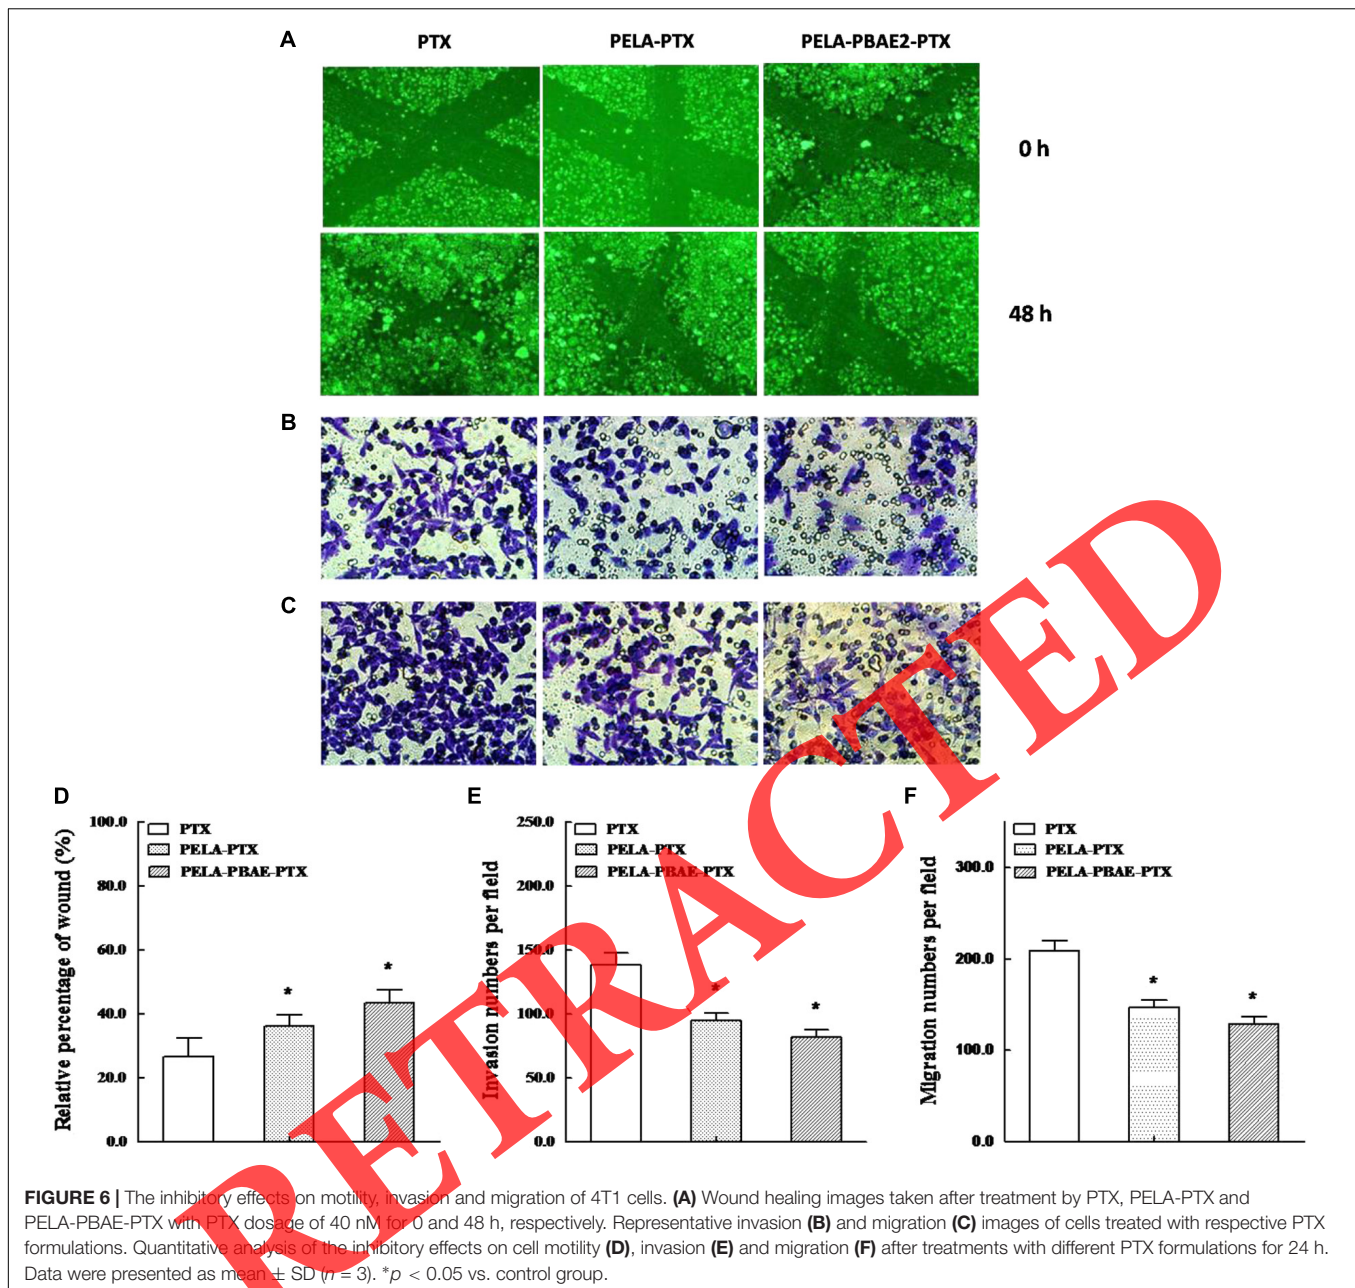 A
PTX
PELA-PTX
PELA-PBAE2-PTX
0 h
48 h
B
C
D
Relative percentage of wound (%)
100.0
80.0
60.0
40.0
20.0
0.0
PTX
PELA-PTX
PELA-PBAE-PTX
*
*
E
Invasion numbers per field
250.0
200.0
150.0
100.0
50.0
0.0
PTX
PELA-PTX
PELA-PBAE-PTX
*
*
F
Migration numbers per field
300.0
200.0
100.0
0.0
PTX
PELA-PTX
PELA-PBAE-PTX
*
*
RETRACTED
FIGURE 6 | The inhibitory effects on motility, invasion and migration of 4T1 cells. (A) Wound healing images taken after treatment by PTX, PELA-PTX and
PELA-PBAE-PTX with PTX dosage of 40 nM for 0 and 48 h, respectively. Representative invasion (B) and migration (C) images of cells treated with respective PTX
formulations. Quantitative analysis of the inhibitory effects on cell motility (D), invasion (E) and migration (F) after treatments with different PTX formulations for 24 h.
Data were presented as mean ± SD (n = 3). *p < 0.05 vs. control group.